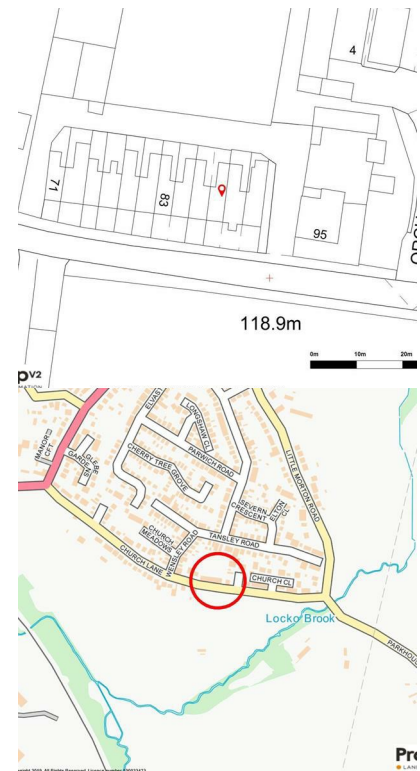 4
71
83
95
118.9m
0m 10m 20m
V2
MANOR
CFT
GLEBE
GARDENS
LONGSHAW CL
PARWICH ROAD
CHERRY TREE GROVE
SEVERN
CRESCENT
ELTON
CL
LITTLE MORTON ROAD
TANSLEY ROAD
CHURCH
MEADOWS
WENSLEY ROAD
CHURCH LANE
CHURCH CL
Locko Brook
PARKHOUSE
Pro
LAND